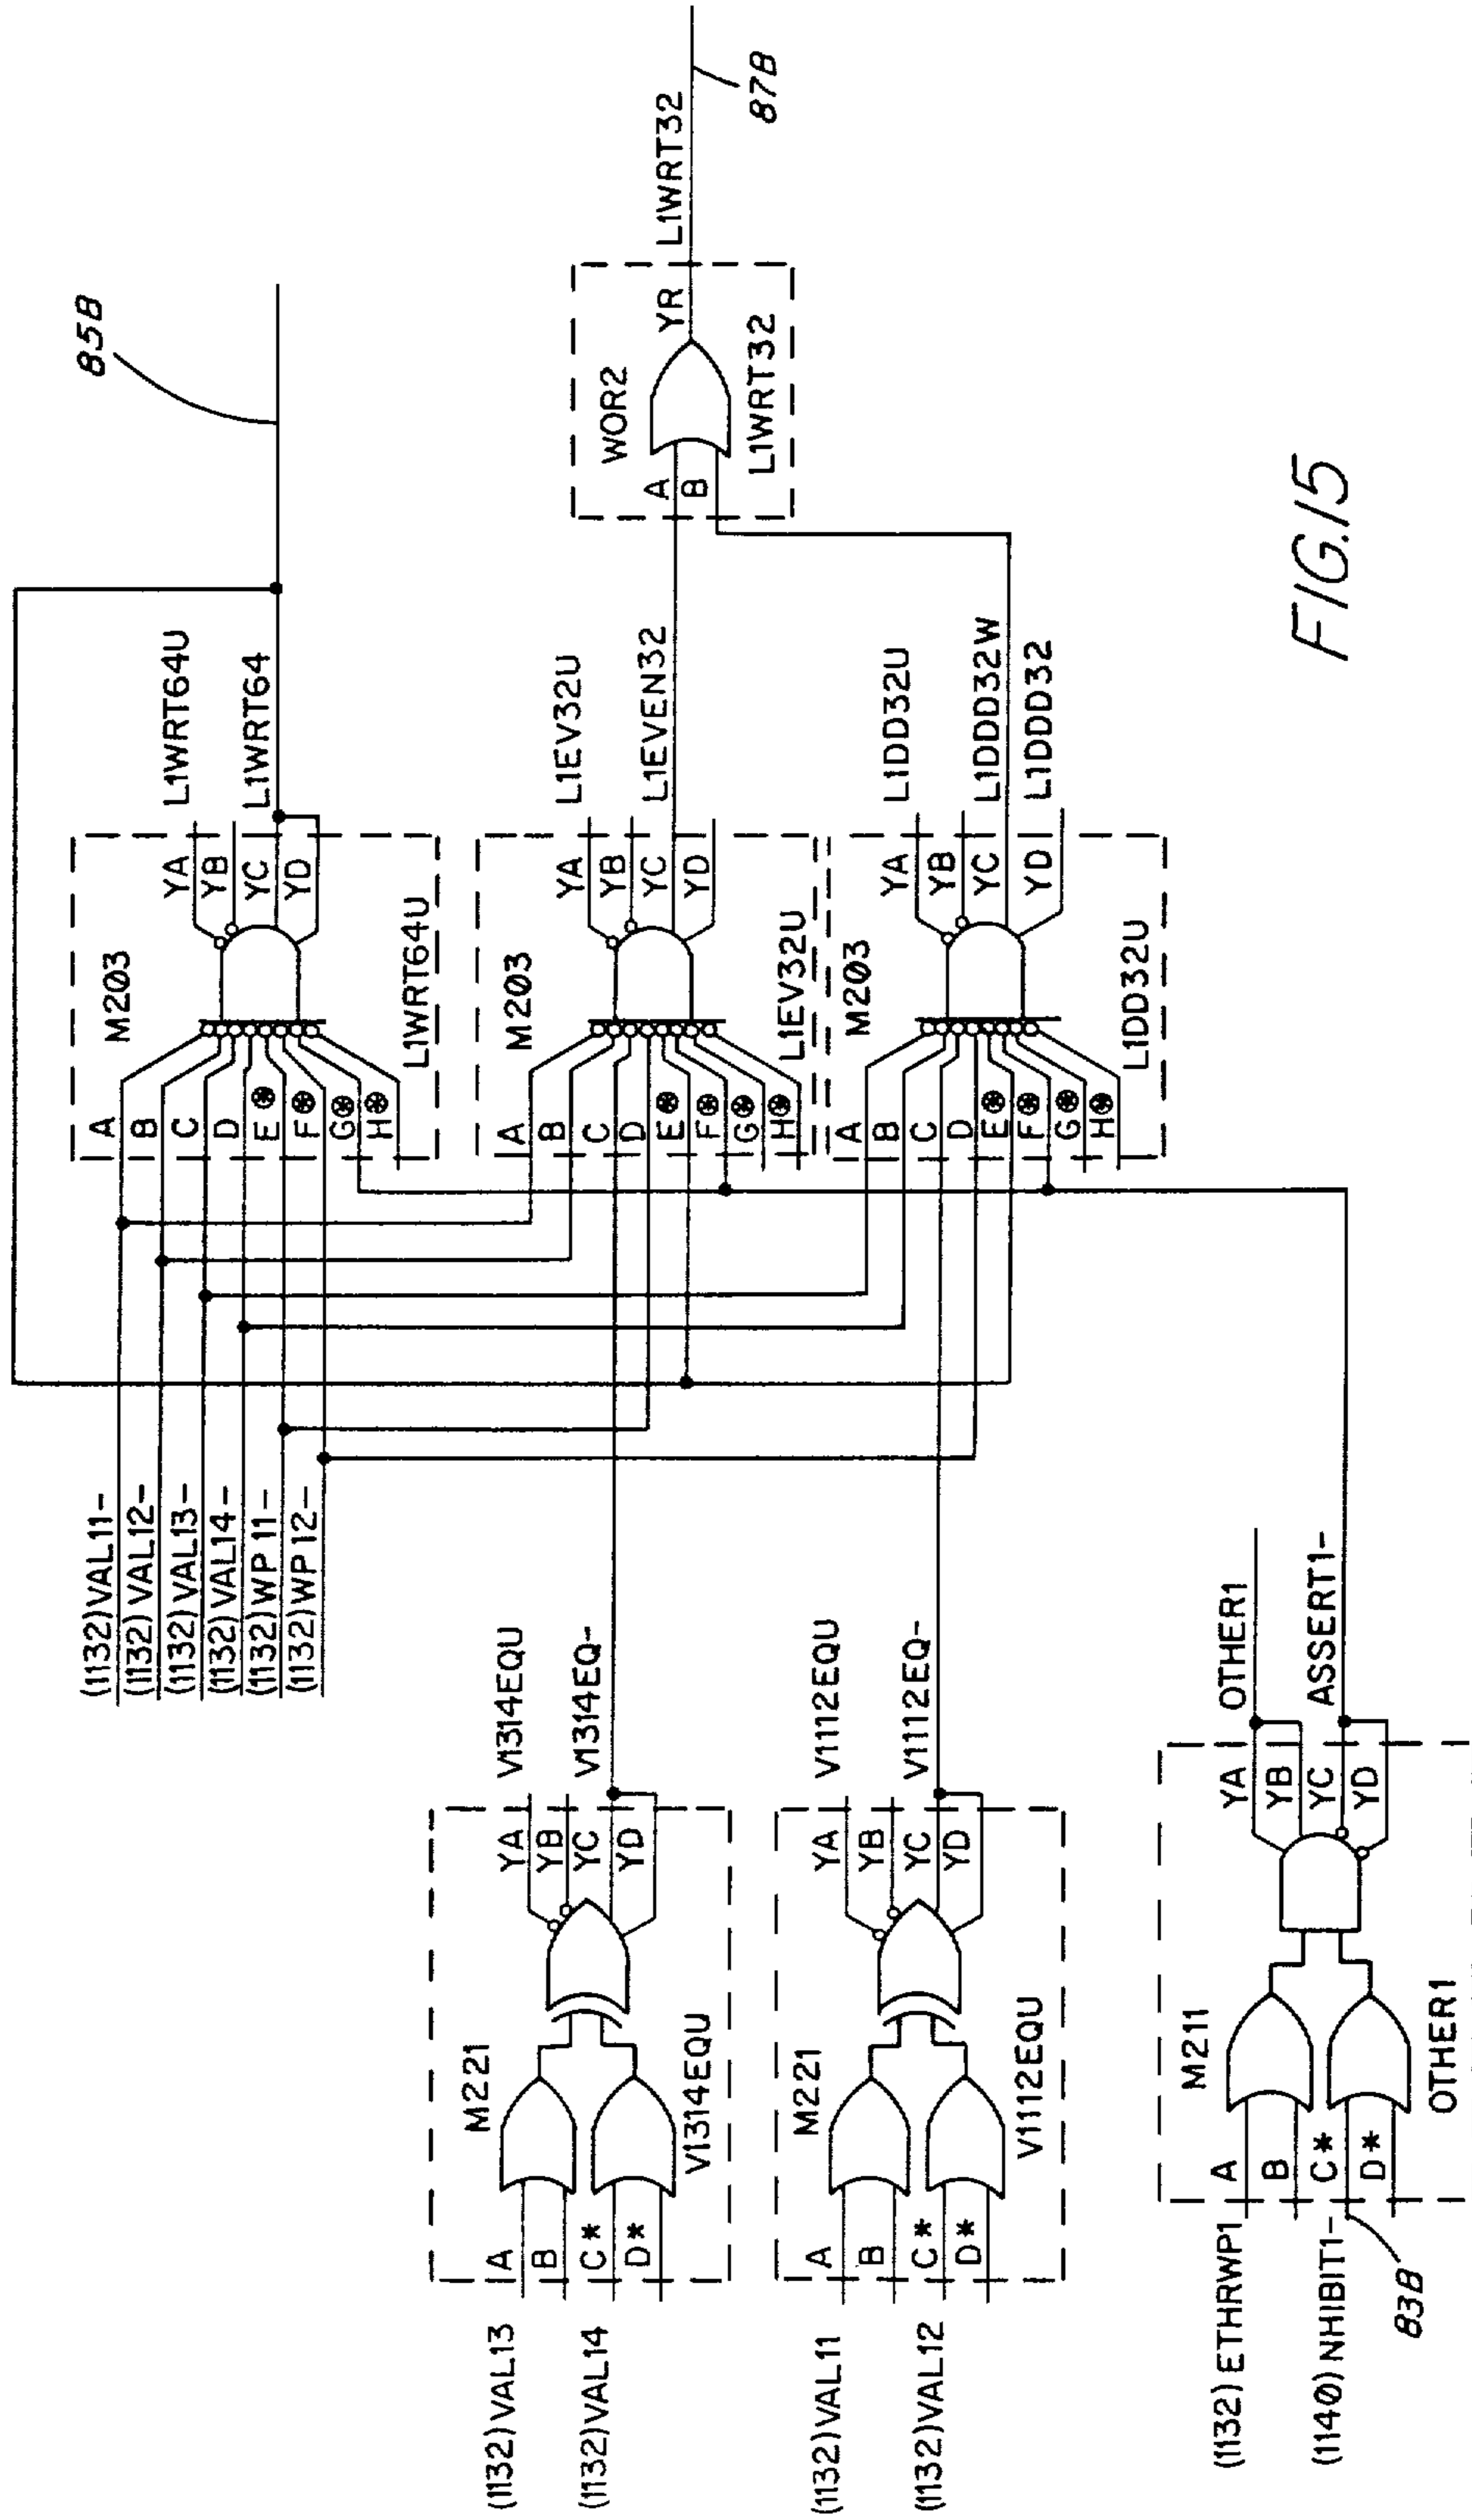 85B
87B
L1WRT64U
L1WRT64
M203
YA
YB
YC
YD
A
B
C
D
E⊛
F⊛
G⊛
H⊛
L1WRT64U
(1132)VAL11-
(1132)VAL12-
(1132)VAL13-
(1132)VAL14-
(1132)WP11-
(1132)WP12-
L1EV32U
L1EVEN32
M203
YA
YB
YC
YD
A
B
C
D
E⊛
F⊛
G⊛
H⊛
L1EV32U
WOR2
A
B
YR
L1WRT32
L1WRT32
L1DD32U
L1DDD32W
L1DDD32
M203
YA
YB
YC
YD
A
B
C
D
E⊛
F⊛
G⊛
H⊛
L1DD32U
(1132)VAL13
(1132)VAL14
M221
A
B
C*
D*
YA
YB
YC
YD
V1314EQU
V1314EQU
V1314EQ-
(1132)VAL11
(1132)VAL12
M221
A
B
C*
D*
YA
YB
YC
YD
V1112EQU
V1112EQU
V1112EQ-
(1132)ETHRWP1
(1140)NHIBIT1-
83B
M211
A
B
C*
D*
YA
YB
YC
YD
OTHER1
OTHER1
ASSERT1-
FIG.15